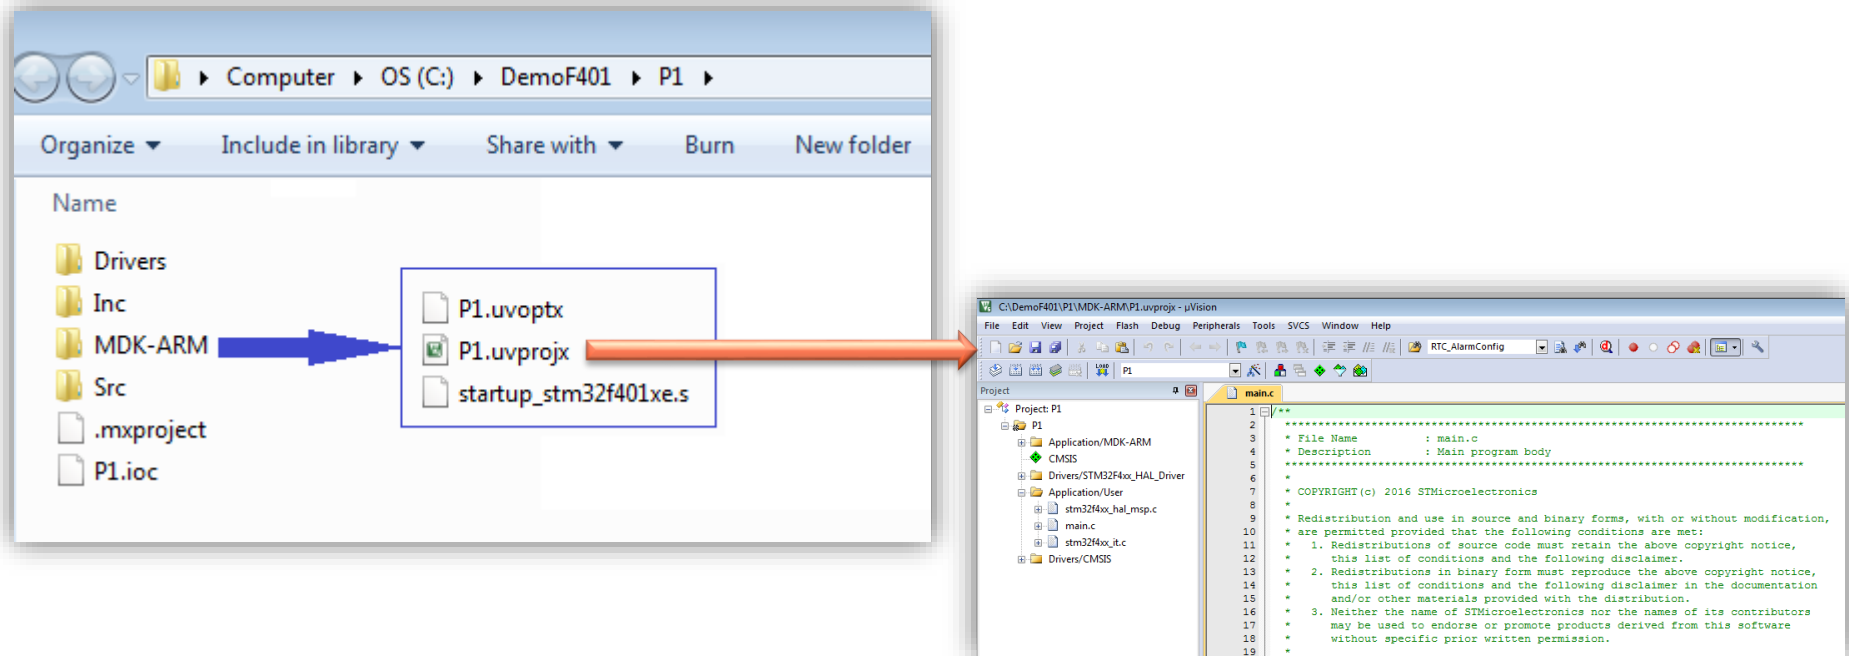 Computer ▸ OS (C:) ▸ DemoF401 ▸ P1 ▸
Organize Include in library Share with Burn New folder
Name
Drivers
Inc
MDK-ARM
Src
.mxproject
P1.ioc
P1.uvoptx
P1.uvprojx
startup_stm32f401xe.s
C:\DemoF401\P1\MDK-ARM\P1.uvprojx - µVision
File Edit View Project Flash Debug Peripherals Tools SVCS Window Help
RTC_AlarmConfig
LOAD P1
Project
Project: P1
P1
Application/MDK-ARM
CMSIS
Drivers/STM32F4xx_HAL_Driver
Application/User
stm32f4xx_hal_msp.c
main.c
stm32f4xx_it.c
Drivers/CMSIS
main.c
1 /**
2 ******************************************************************************
3 * File Name : main.c
4 * Description : Main program body
5 ******************************************************************************
6 *
7 * COPYRIGHT(c) 2016 STMicroelectronics
8 *
9 * Redistribution and use in source and binary forms, with or without modification,
10 * are permitted provided that the following conditions are met:
11 * 1. Redistributions of source code must retain the above copyright notice,
12 * this list of conditions and the following disclaimer.
13 * 2. Redistributions in binary form must reproduce the above copyright notice,
14 * this list of conditions and the following disclaimer in the documentation
15 * and/or other materials provided with the distribution.
16 * 3. Neither the name of STMicroelectronics nor the names of its contributors
17 * may be used to endorse or promote products derived from this software
18 * without specific prior written permission.
19 *